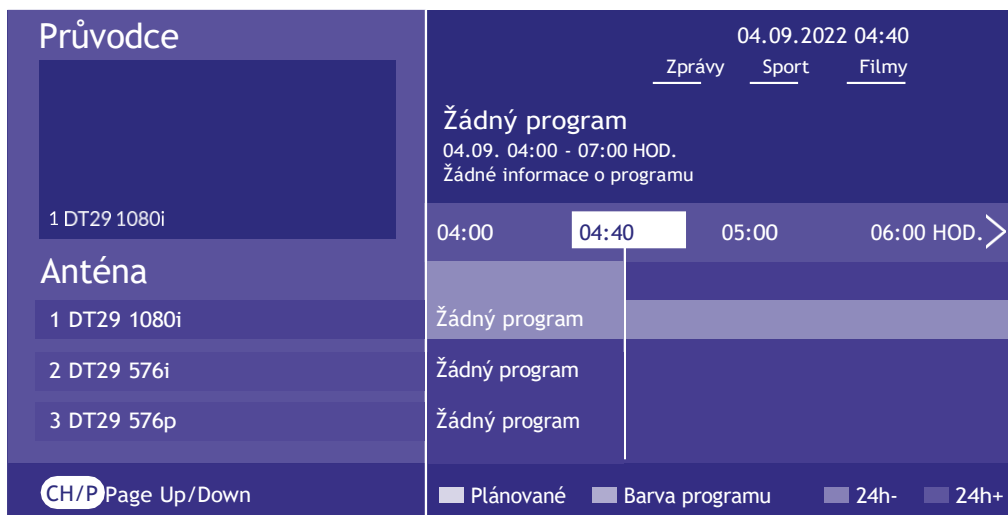 Průvodce
1 DT29 1080i
Anténa
1 DT29 1080i
2 DT29 576i
3 DT29 576p
CH/P Page Up/Down
04.09.2022 04:40
Zprávy Sport Filmy
Žádný program
04.09. 04:00 - 07:00 HOD.
Žádné informace o programu
04:00 04:40 05:00 06:00 HOD.
Žádný program
Žádný program
Žádný program
Plánované Barva programu 24h- 24h+